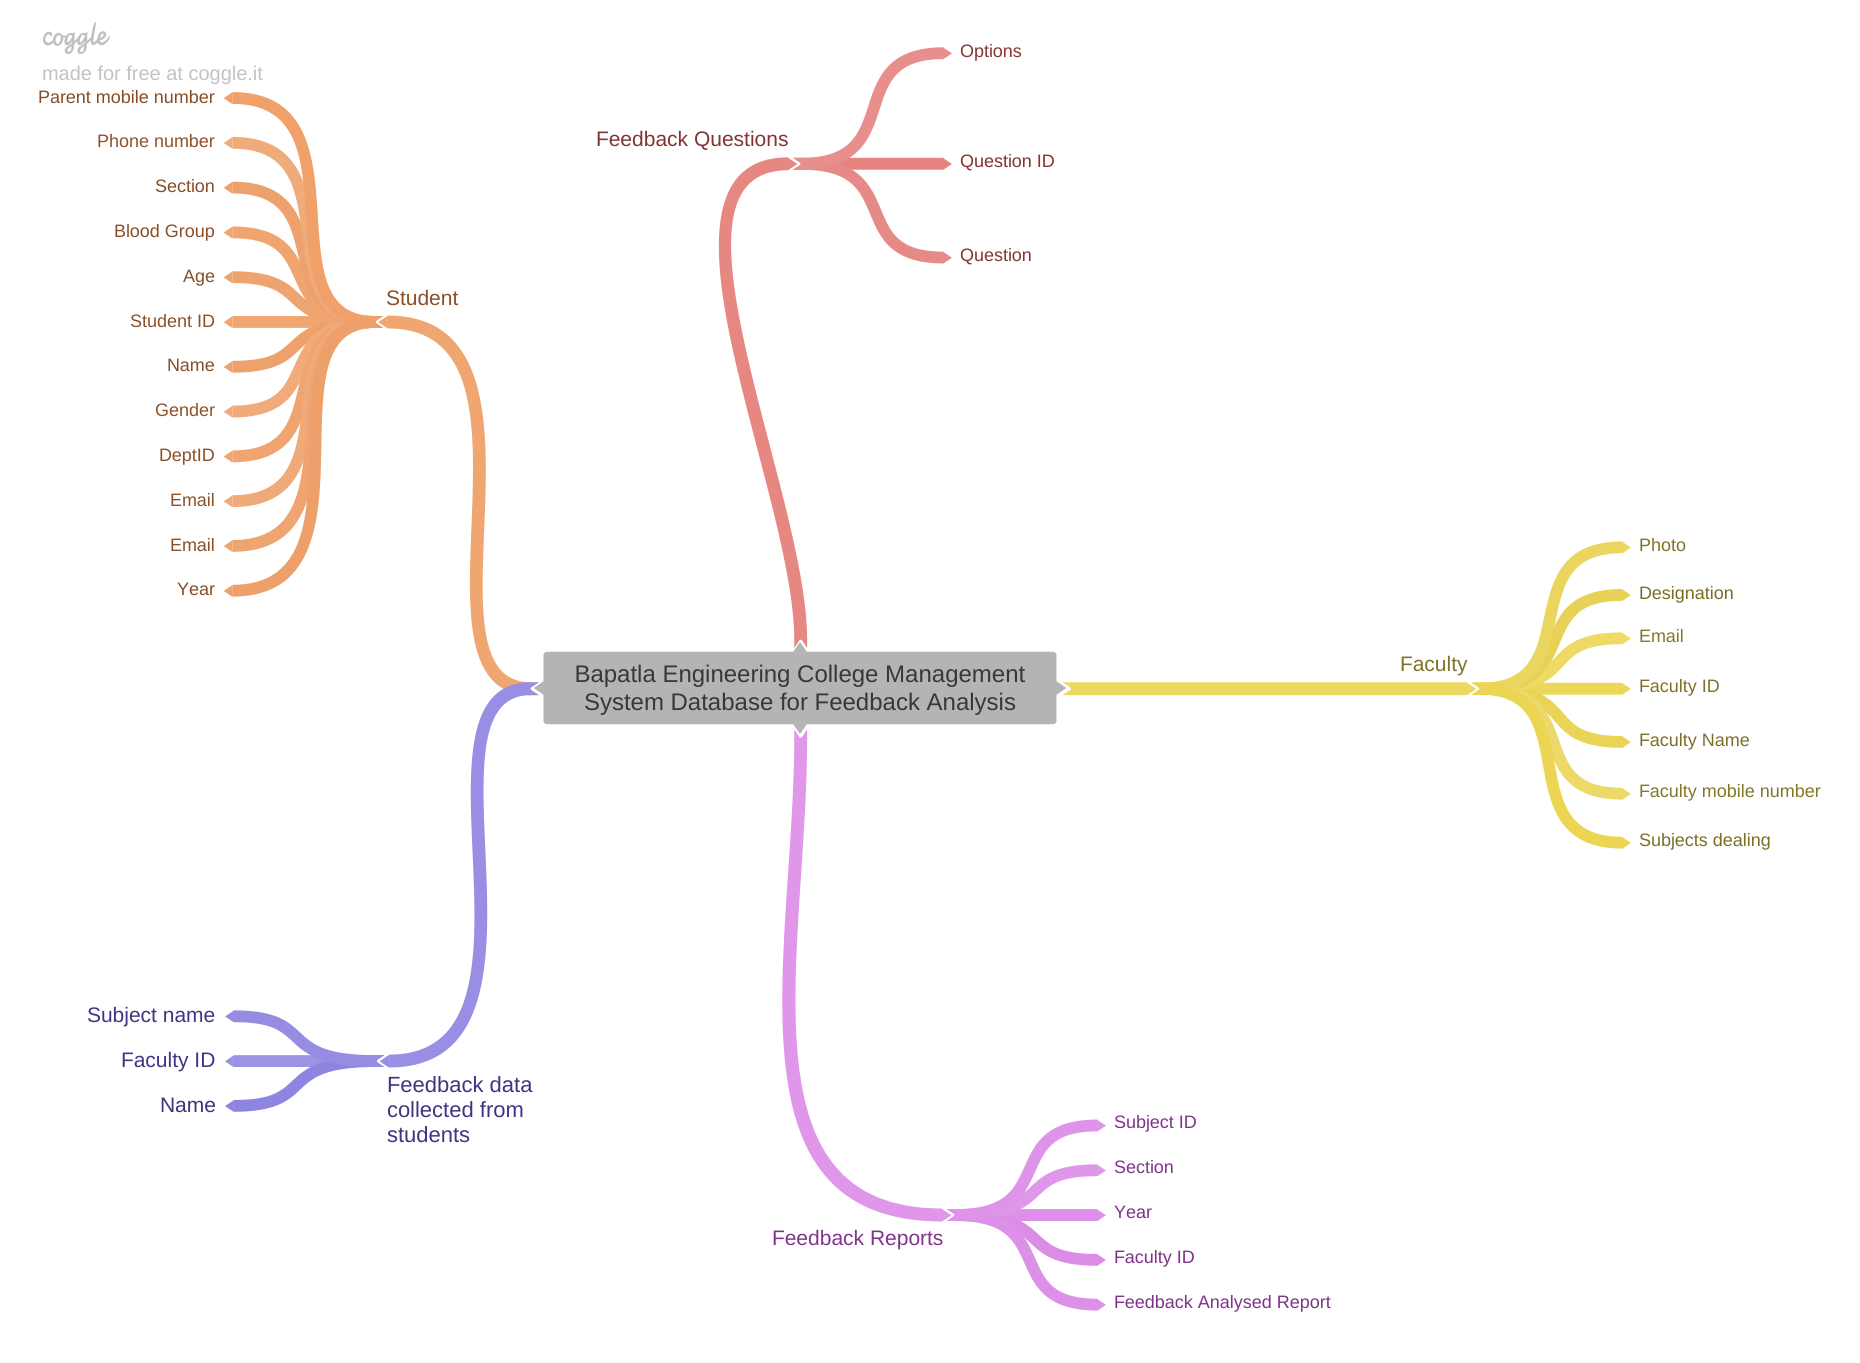 coggle
made for free at coggle.it
Parent mobile number
Phone number
Section
Blood Group
Age
Student ID
Name
Gender
DeptID
Email
Email
Year
Student
Feedback Questions
Options
Question ID
Question
Bapatla Engineering College Management
System Database for Feedback Analysis
Faculty
Photo
Designation
Email
Faculty ID
Faculty Name
Faculty mobile number
Subjects dealing
Subject name
Faculty ID
Name
Feedback data
collected from
students
Feedback Reports
Subject ID
Section
Year
Faculty ID
Feedback Analysed Report